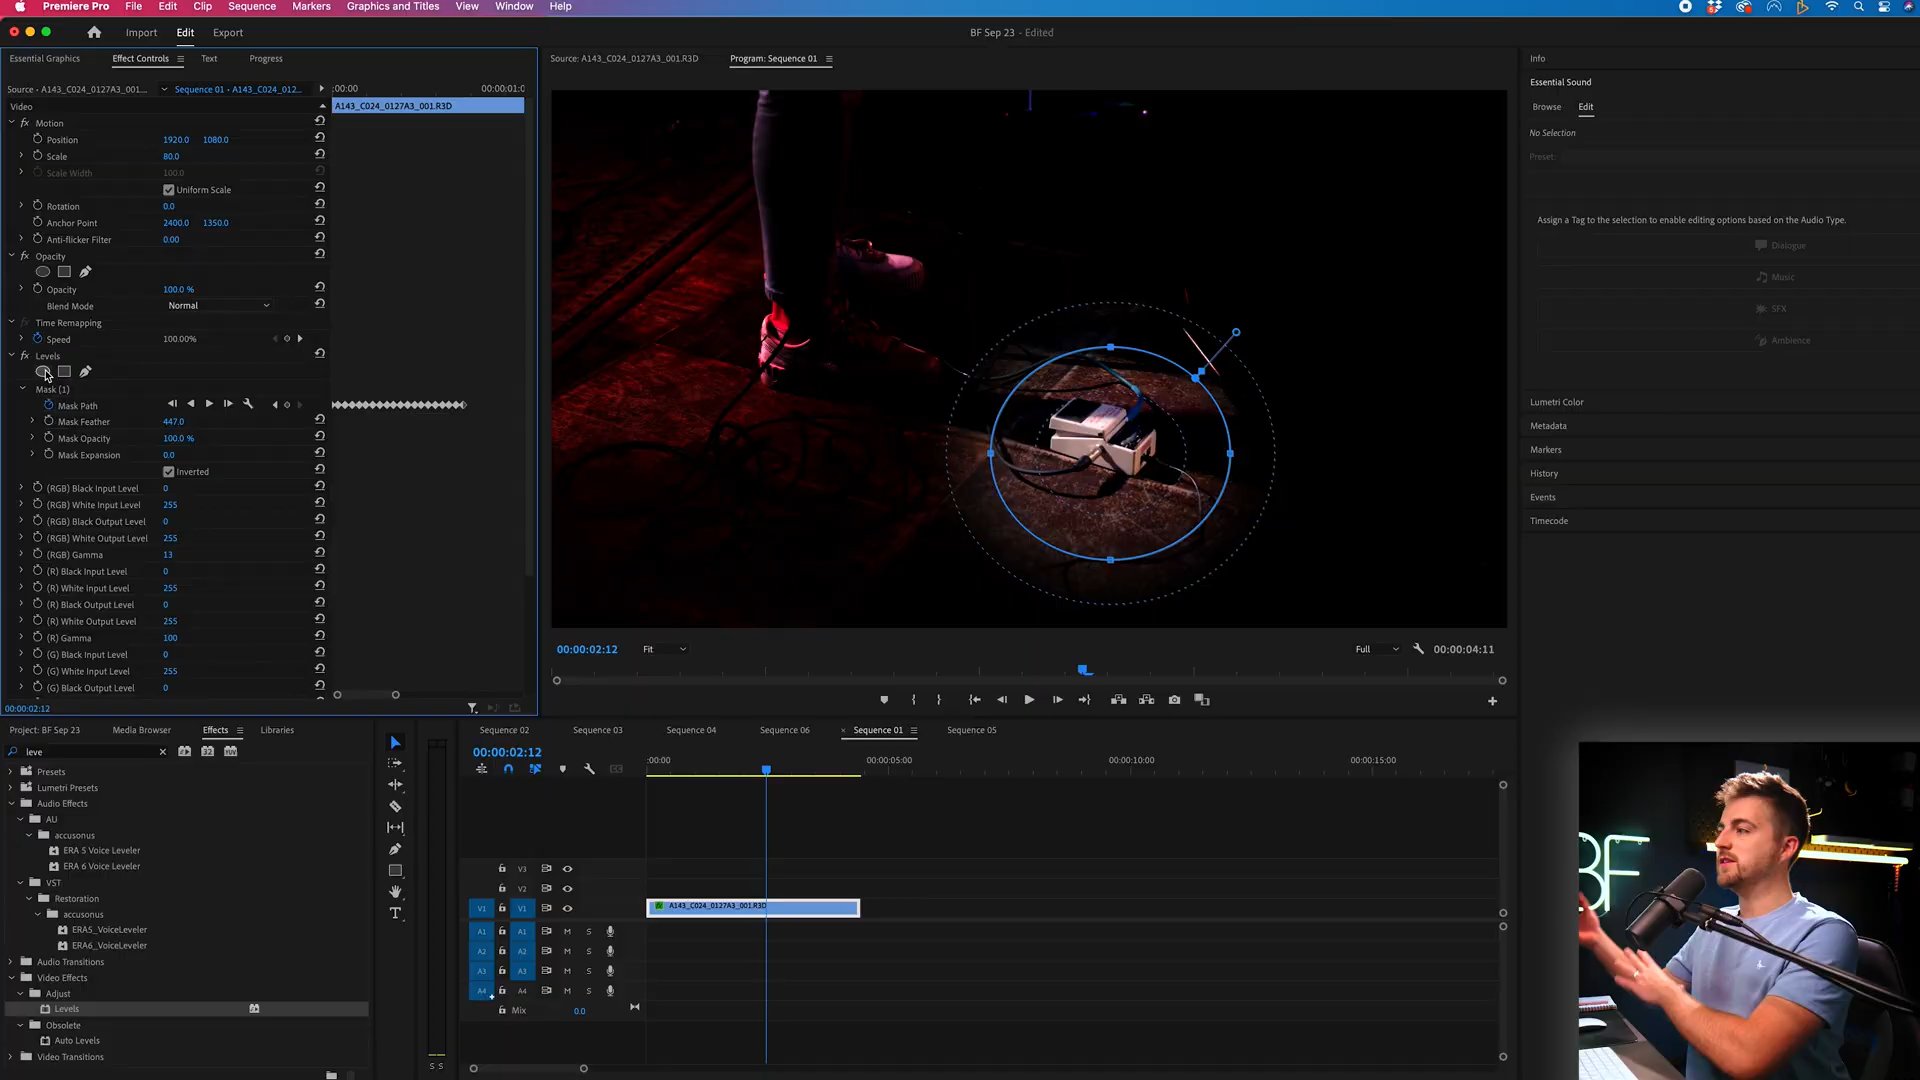 Premiere Pro File Edit Clip Sequence Markers Graphics and Titles View Window Help
Import Edit Export BF Sep 23 - Edited
Essential Graphics Effect Controls Text Progress
Source: A143_C024_0127A3_001.R3D Program: Sequence 01
Source • A143_C024_0127A3_001... Sequence 01 • A143_C024_012... ;00:00 00:00:01:0
Video A143_C024_0127A3_001.R3D
fx Motion
Position 1920.0 1080.0
Scale 80.0
Scale Width 100.0
Uniform Scale
Rotation 0.0
Anchor Point 2400.0 1350.0
Anti-flicker Filter 0.00
fx Opacity
Opacity 100.0 %
Blend Mode Normal
Time Remapping
Speed 100.00%
fx Levels
Mask (1)
Mask Path
Mask Feather 447.0
Mask Opacity 100.0 %
Mask Expansion 0.0
Inverted
(RGB) Black Input Level 0
(RGB) White Input Level 255
(RGB) Black Output Level 0
(RGB) White Output Level 255
(RGB) Gamma 13
(R) Black Input Level 0
(R) White Input Level 255
(R) Black Output Level 0
(R) White Output Level 255
(R) Gamma 100
(G) Black Input Level 0
(G) White Input Level 255
(G) Black Output Level 0
00:00:02:12
00:00:02:12 Fit Full 00:00:04:11
Info
Essential Sound
Browse Edit
No Selection
Preset:
Assign a Tag to the selection to enable editing options based on the Audio Type.
Dialogue
Music
SFX
Ambience
Lumetri Color
Metadata
Markers
History
Events
Timecode
Project: BF Sep 23 Media Browser Effects Libraries
leve
Presets
Lumetri Presets
Audio Effects
AU
accusonus
ERA 5 Voice Leveler
ERA 6 Voice Leveler
VST
Restoration
accusonus
ERA5_VoiceLeveler
ERA6_VoiceLeveler
Audio Transitions
Video Effects
Adjust
Levels
Obsolete
Auto Levels
Video Transitions
S S
Sequence 02 Sequence 03 Sequence 04 Sequence 06 Sequence 01 Sequence 05
00:00:02:12
:00:00 00:00:05:00 00:00:10:00 00:00:15:00
V3
V2
V1 V1 A143_C024_0127A3_001.R3D
A1 A1 M S
A2 A2 M S
A3 A3 M S
A4 A4 M S
Mix 0.0
BF